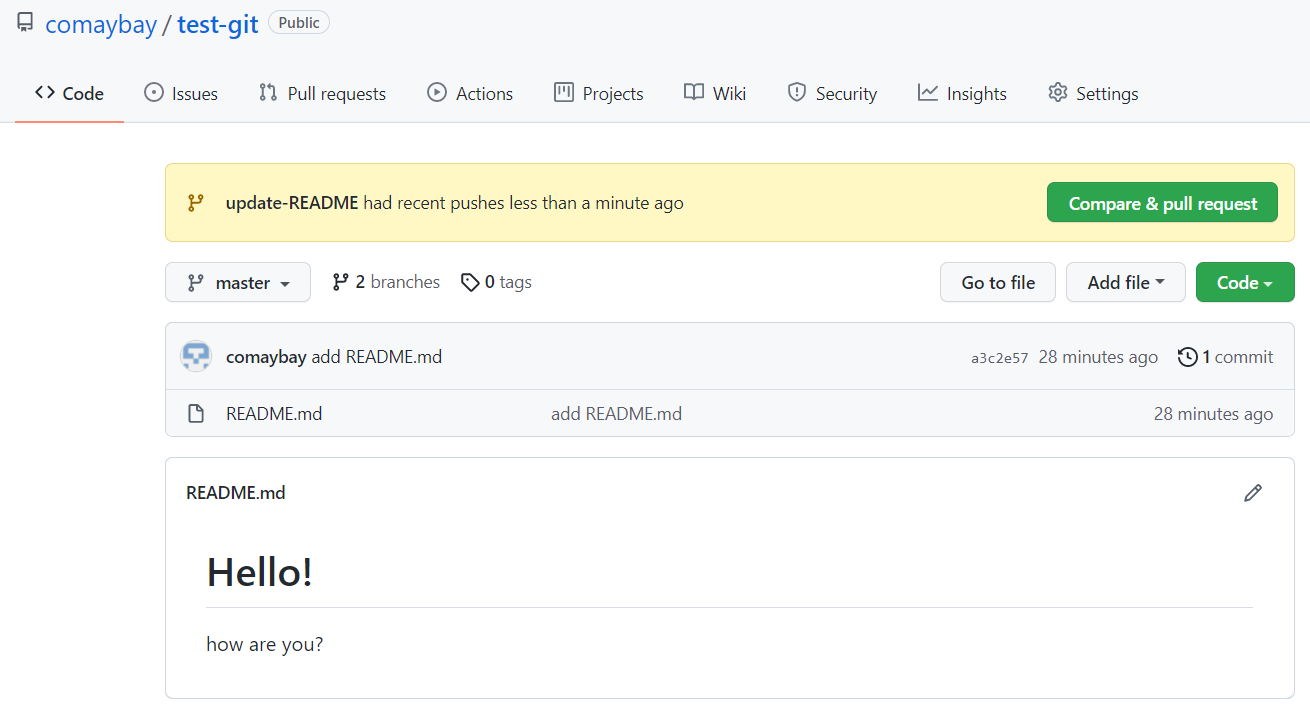 comaybay / test-git Public
Code Issues Pull requests Actions Projects Wiki Security Insights Settings
update-README had recent pushes less than a minute ago Compare & pull request
master 2 branches 0 tags Go to file Add file Code
comaybay add README.md a3c2e57 28 minutes ago 1 commit
README.md add README.md 28 minutes ago
README.md
Hello!
how are you?